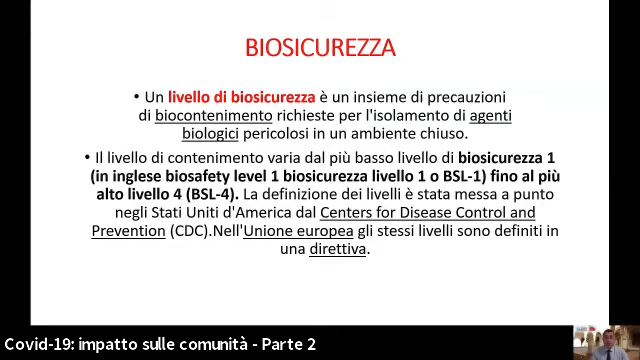 BIOSICUREZZA
• Un livello di biosicurezza è un insieme di precauzioni
di biocontenimento richieste per l'isolamento di agenti
biologici pericolosi in un ambiente chiuso.
• Il livello di contenimento varia dal più basso livello di biosicurezza 1
(in inglese biosafety level 1 biosicurezza livello 1 o BSL-1) fino al più
alto livello 4 (BSL-4). La definizione dei livelli è stata messa a punto
negli Stati Uniti d'America dal Centers for Disease Control and
Prevention (CDC).Nell'Unione europea gli stessi livelli sono definiti in
una direttiva.
Covid-19: impatto sulle comunità - Parte 2